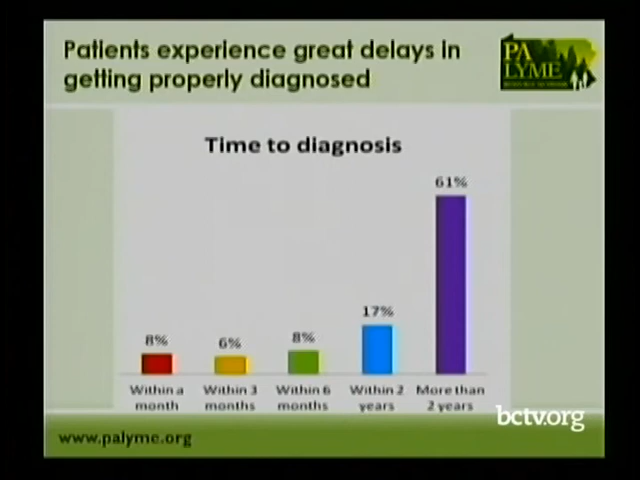 Patients experience great delays in
getting properly diagnosed
PA
LYME
Time to diagnosis
61%
17%
8%
6%
8%
Within a
month
Within 3
months
Within 6
months
Within 2
years
More than
2 years
bctv.org
www.palyme.org